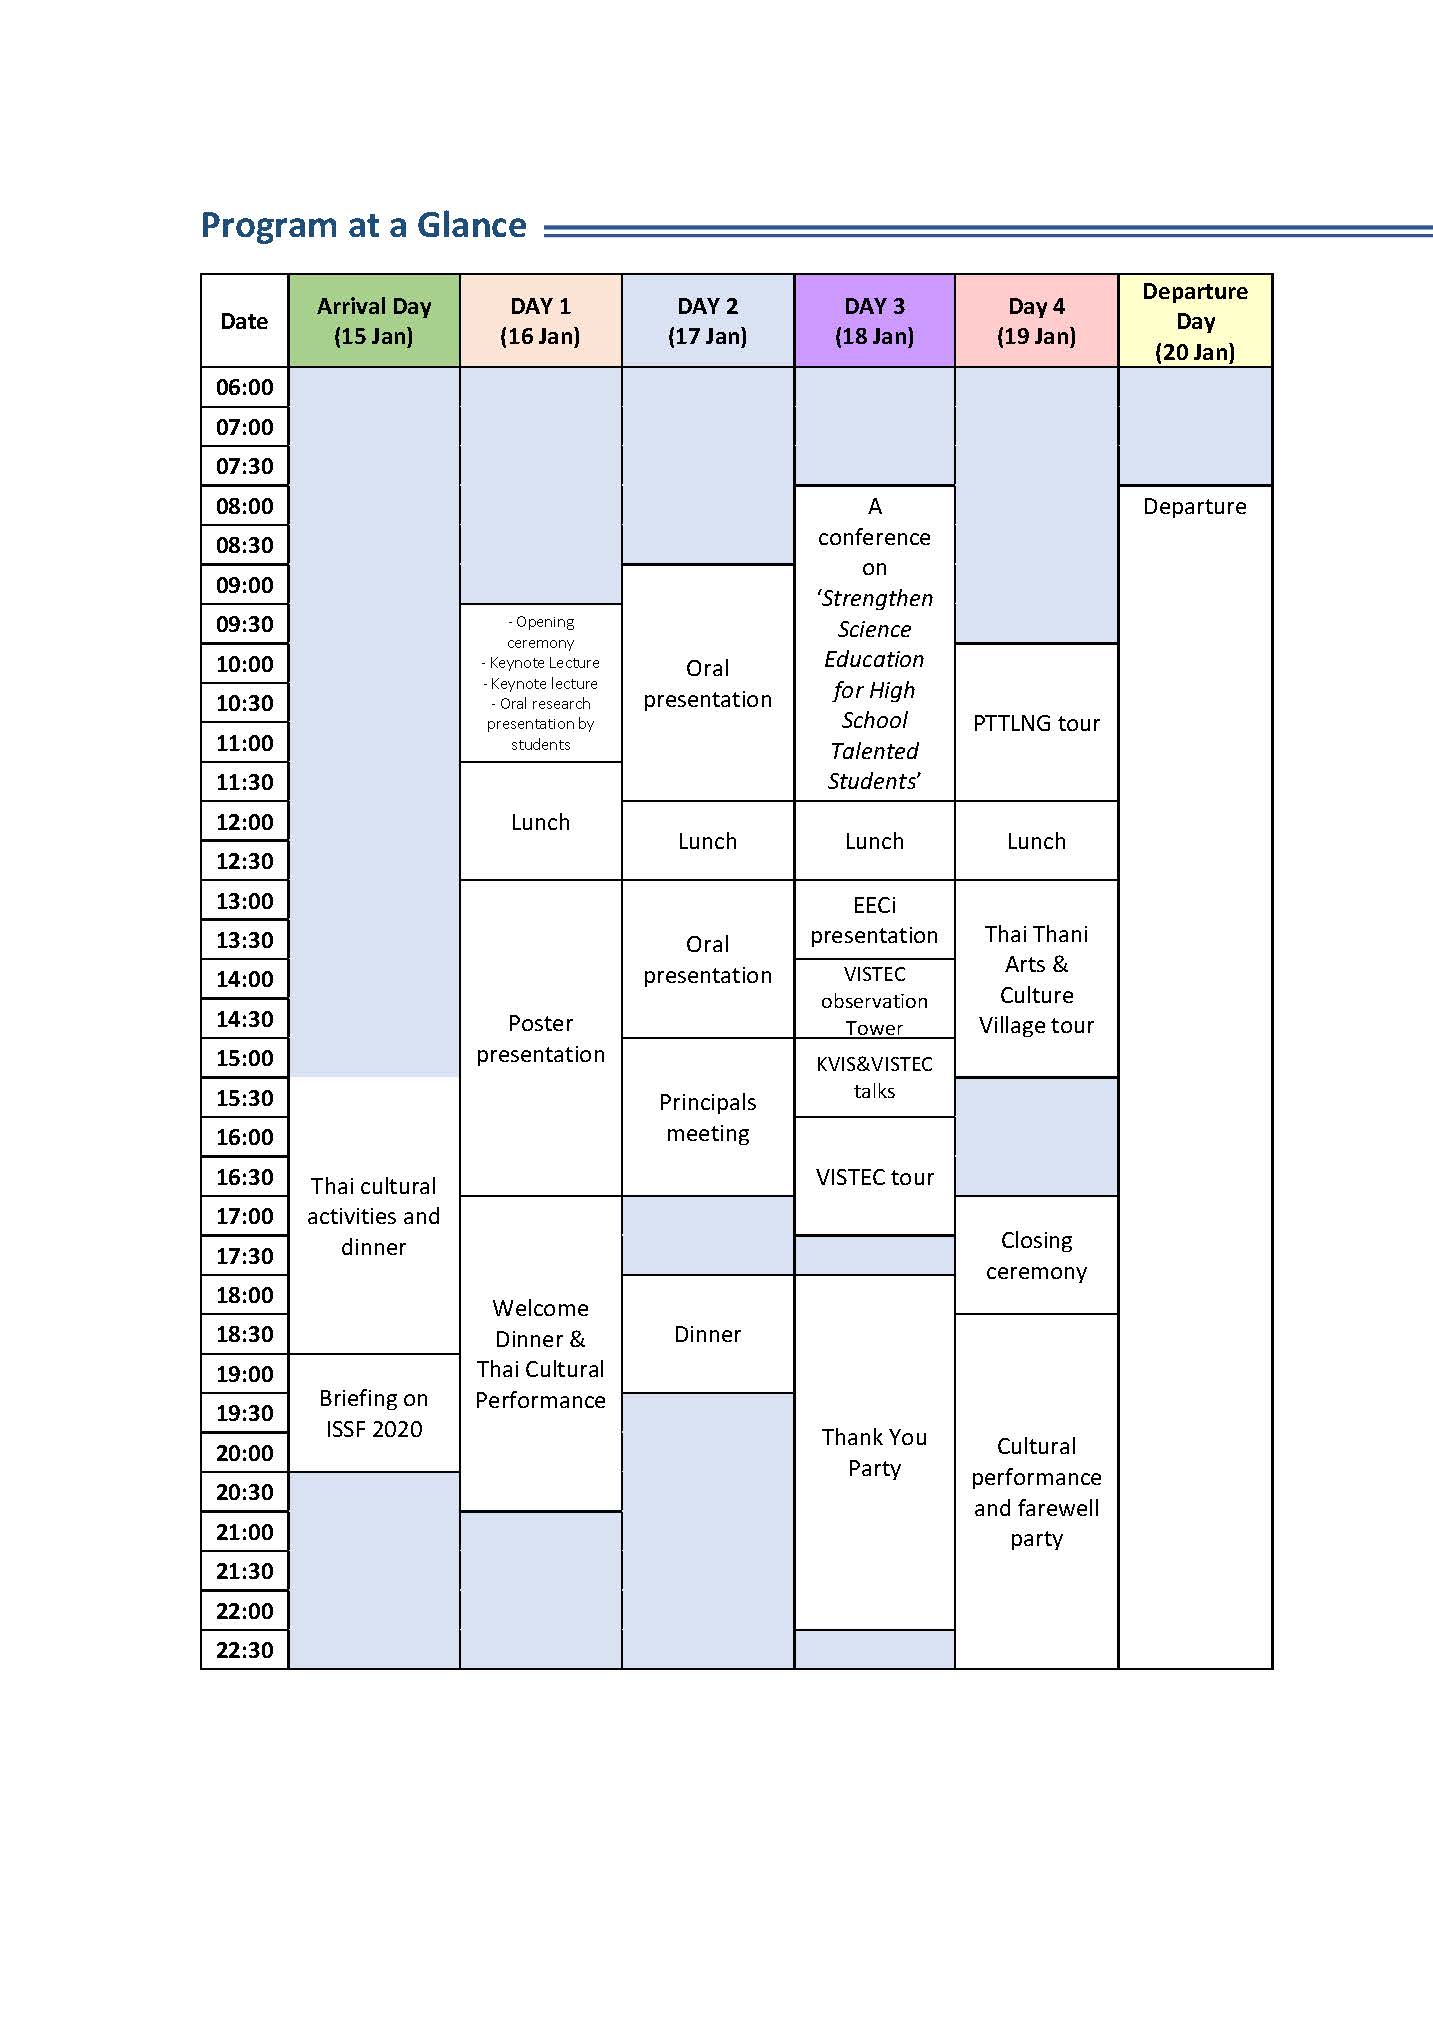 Program at a Glance
Date
Arrival Day
(15 Jan)
DAY 1
(16 Jan)
DAY 2
(17 Jan)
DAY 3
(18 Jan)
Day 4
(19 Jan)
Departure
Day
(20 Jan)
06:00
07:00
07:30
08:00
08:30
09:00
09:30
10:00
10:30
11:00
11:30
12:00
12:30
13:00
13:30
14:00
14:30
15:00
15:30
16:00
16:30
17:00
17:30
18:00
18:30
19:00
19:30
20:00
20:30
21:00
21:30
22:00
22:30
Thai cultural
activities and
dinner
Briefing on
ISSF 2020
- Opening
ceremony
- Keynote Lecture
- Keynote lecture
- Oral research
presentation by
students
Lunch
Poster
presentation
Welcome
Dinner &
Thai Cultural
Performance
Oral
presentation
Lunch
Oral
presentation
Principals
meeting
Dinner
A
conference
on
‘Strengthen
Science
Education
for High
School
Talented
Students’
Lunch
EECi
presentation
VISTEC
observation
Tower
KVIS&VISTEC
talks
VISTEC tour
Thank You
Party
PTTLNG tour
Lunch
Thai Thani
Arts &
Culture
Village tour
Closing
ceremony
Cultural
performance
and farewell
party
Departure